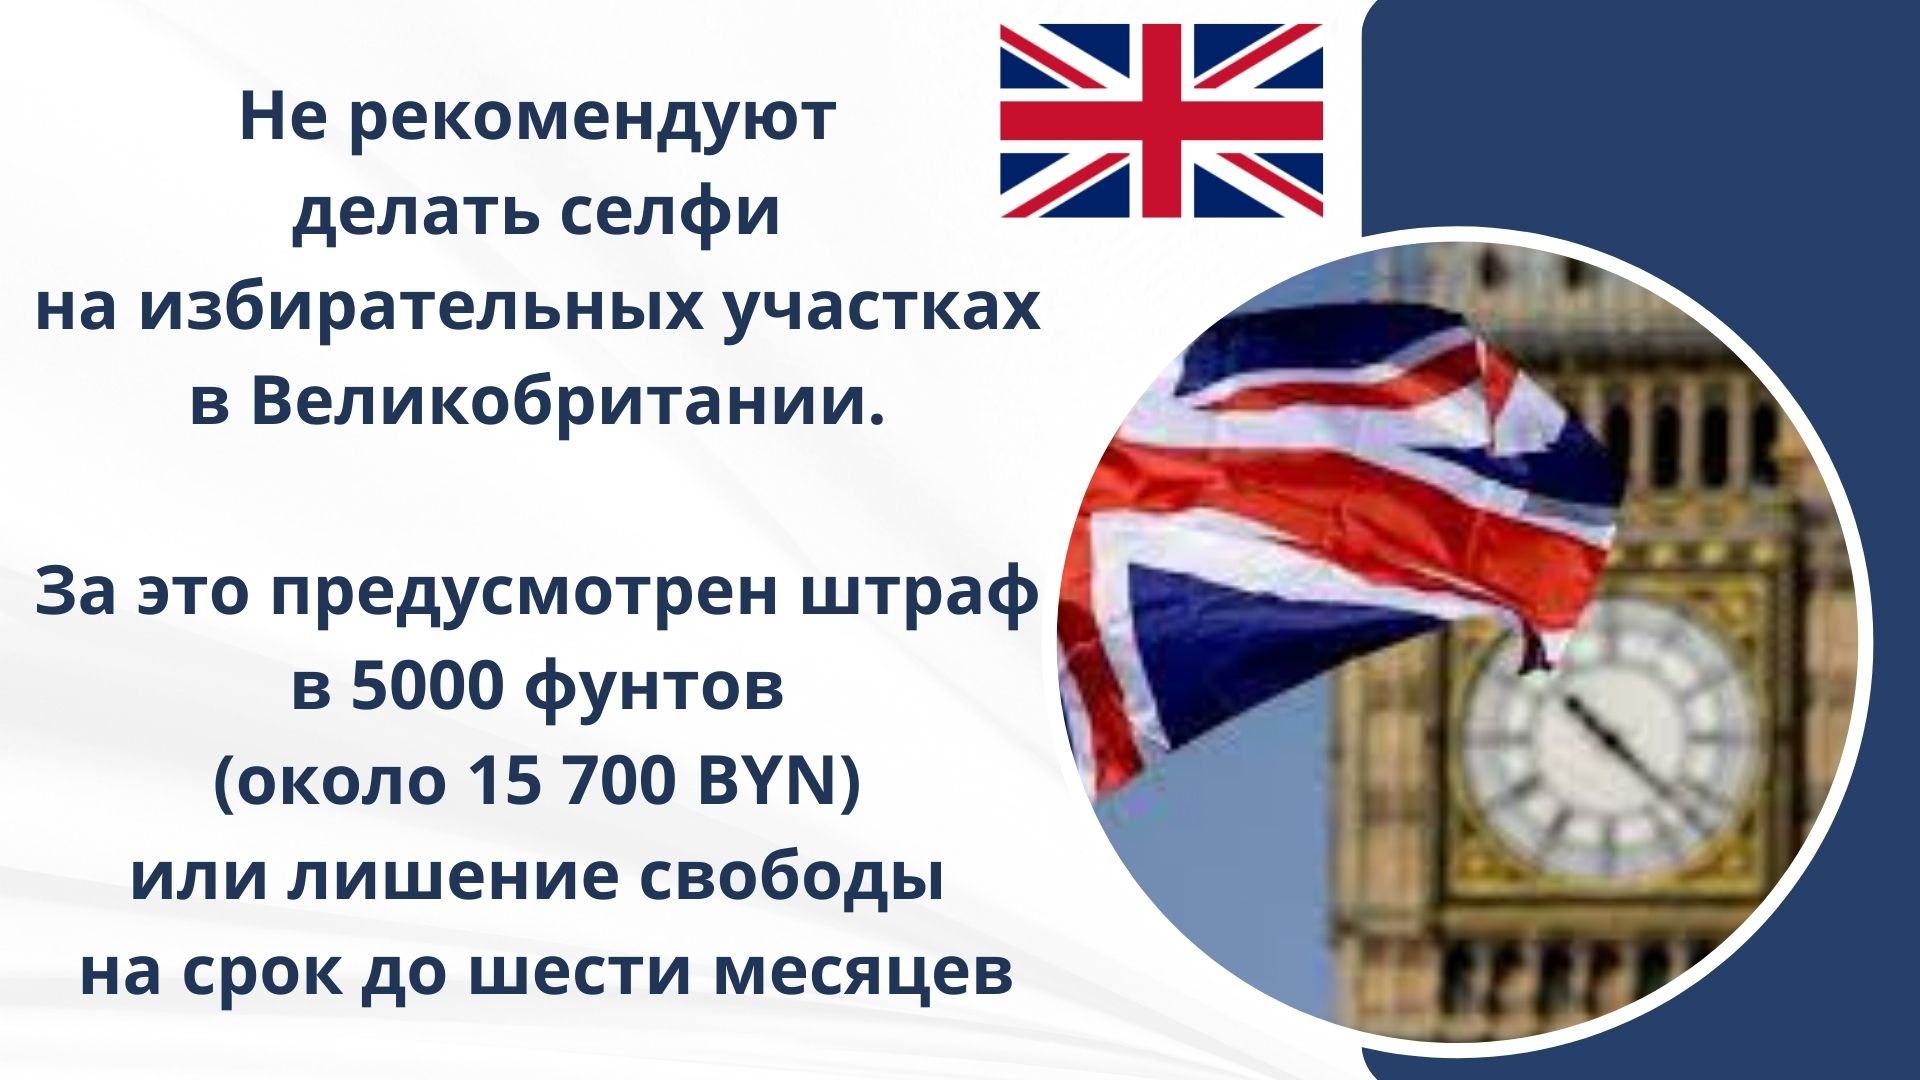 Не рекомендуют
делать селфи
на избирательных участках
в Великобритании.
За это предусмотрен штраф
в 5000 фунтов
(около 15 700 BYN)
или лишение свободы
на срок до шести месяцев